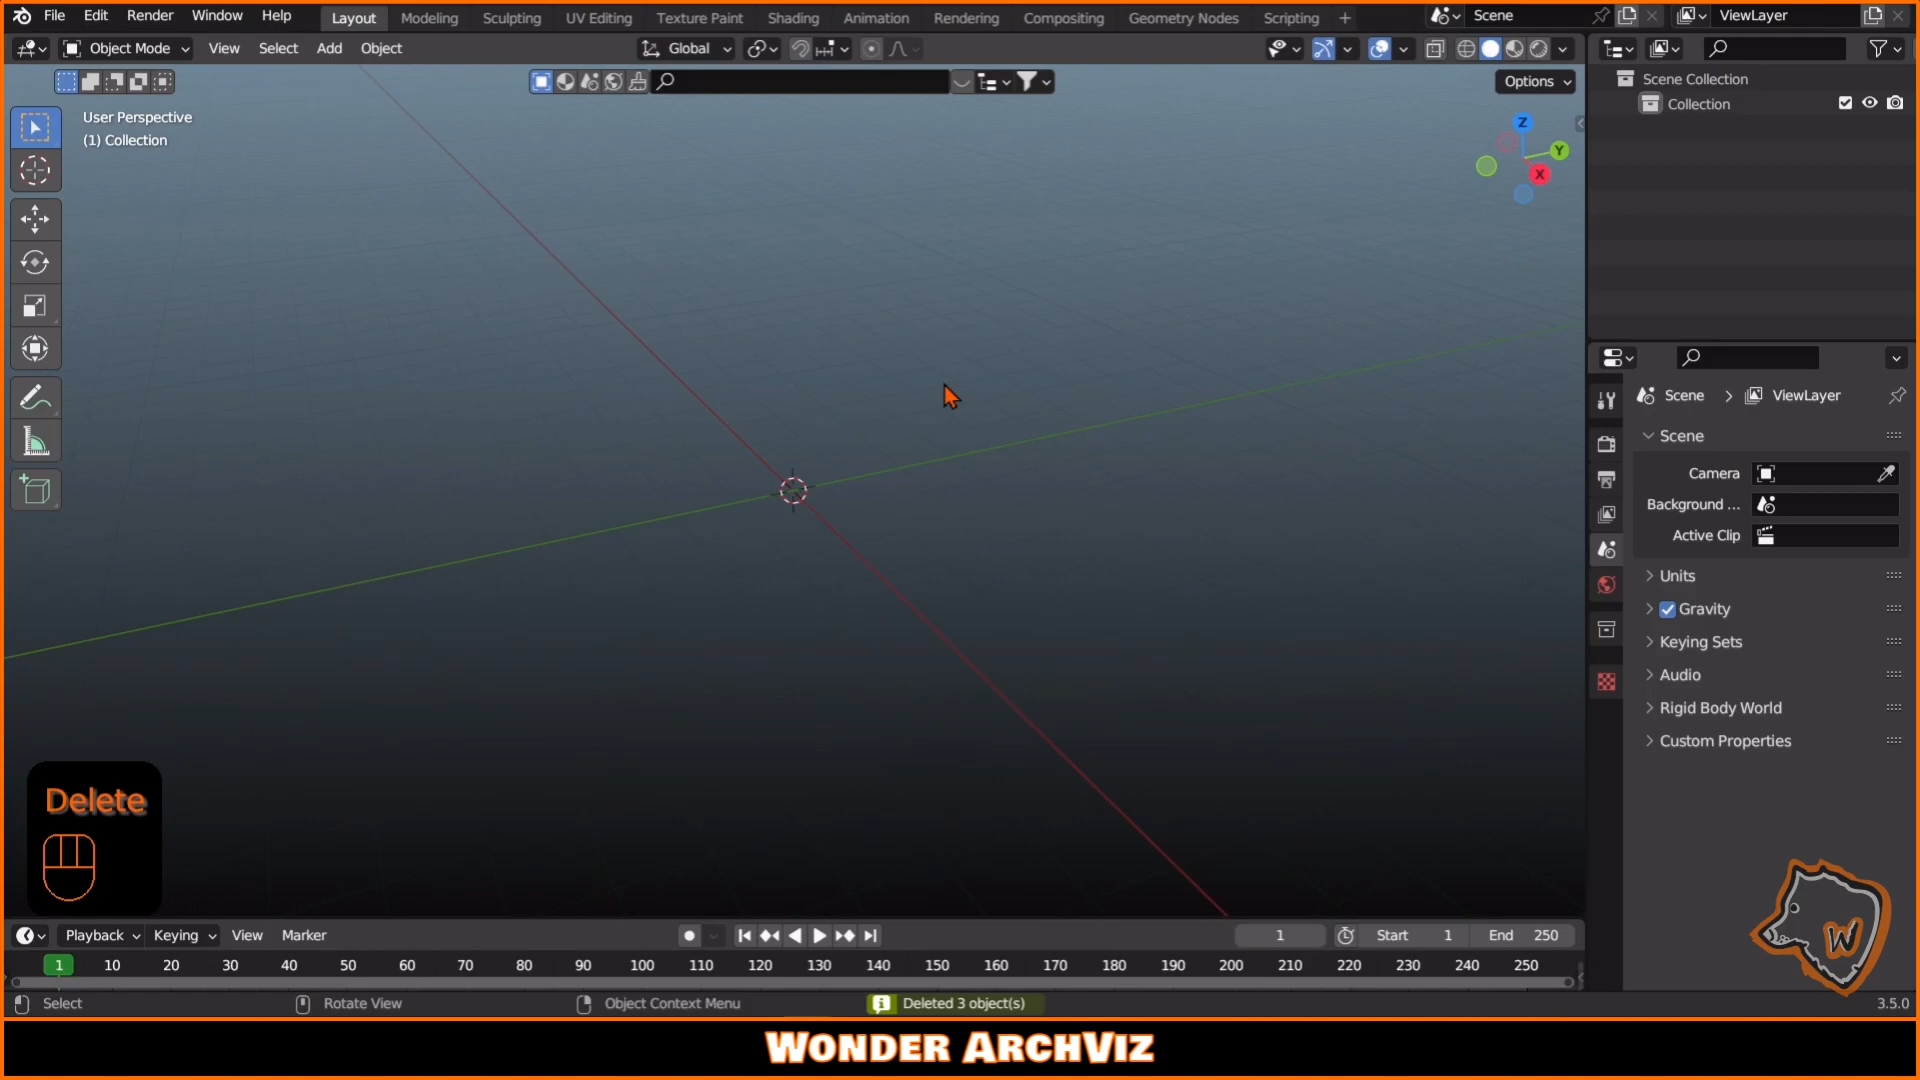 File Edit Render Window Help Layout Modeling Sculpting UV Editing Texture Paint Shading Animation Rendering Compositing Geometry Nodes Scripting + Scene ViewLayer
Object Mode View Select Add Object Global
Options
User Perspective
(1) Collection
Z
Y
X
Scene Collection
Collection
Scene > ViewLayer
Scene
Camera
Background ...
Active Clip
Units
Gravity
Keying Sets
Audio
Rigid Body World
Custom Properties
Delete
W
Playback Keying View Marker 1 Start 1 End 250
1 10 20 30 40 50 60 70 80 90 100 110 120 130 140 150 160 170 180 190 200 210 220 230 240 250
Select Rotate View Object Context Menu Deleted 3 object(s) 3.5.0
Wonder ArchViz